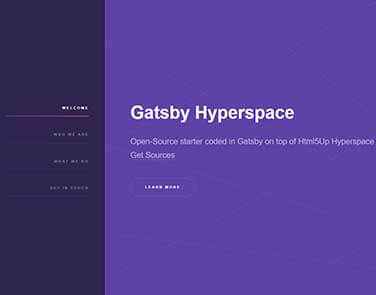 WELCOME
WHO WE ARE
WHAT WE DO
GET IN TOUCH
Gatsby Hyperspace
Open-Source starter coded in Gatsby on top of Html5Up Hyperspace
Get Sources
LEARN MORE